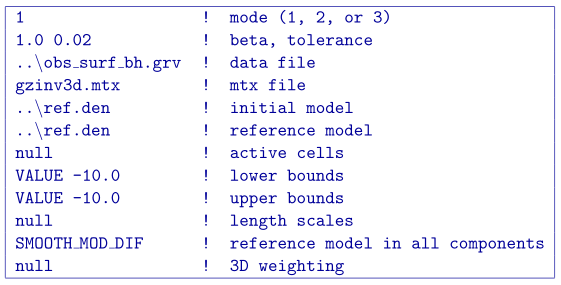 1 ! mode (1, 2, or 3)
1.0 0.02 ! beta, tolerance
..\obs_surf_bh.grv ! data file
gzinv3d.mtx ! mtx file
..\ref.den ! initial model
..\ref.den ! reference model
null ! active cells
VALUE -10.0 ! lower bounds
VALUE -10.0 ! upper bounds
null ! length scales
SMOOTH_MOD_DIF ! reference model in all components
null ! 3D weighting